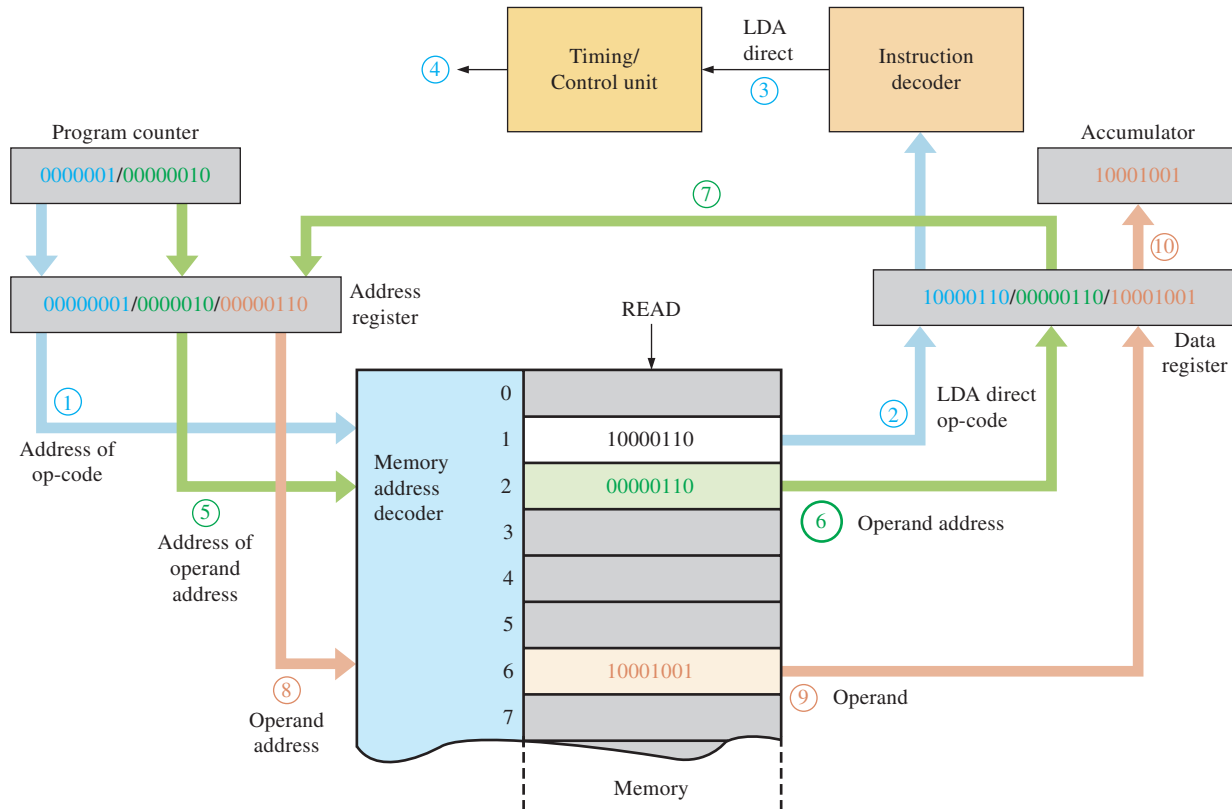 LDA
direct
Timing/
Control unit
Instruction
decoder
4
3
Program counter
Accumulator
0000001/00000010
10001001
7
10
00000001/0000010/00000110
Address
register
10000110/00000110/10001001
READ
Data
register
1
0
2
LDA direct
op-code
Address of
op-code
1
10000110
Memory
address
decoder
2
00000110
5
6
Operand address
3
Address of
operand
address
4
5
6
10001001
8
9
Operand
Operand
address
7
Memory